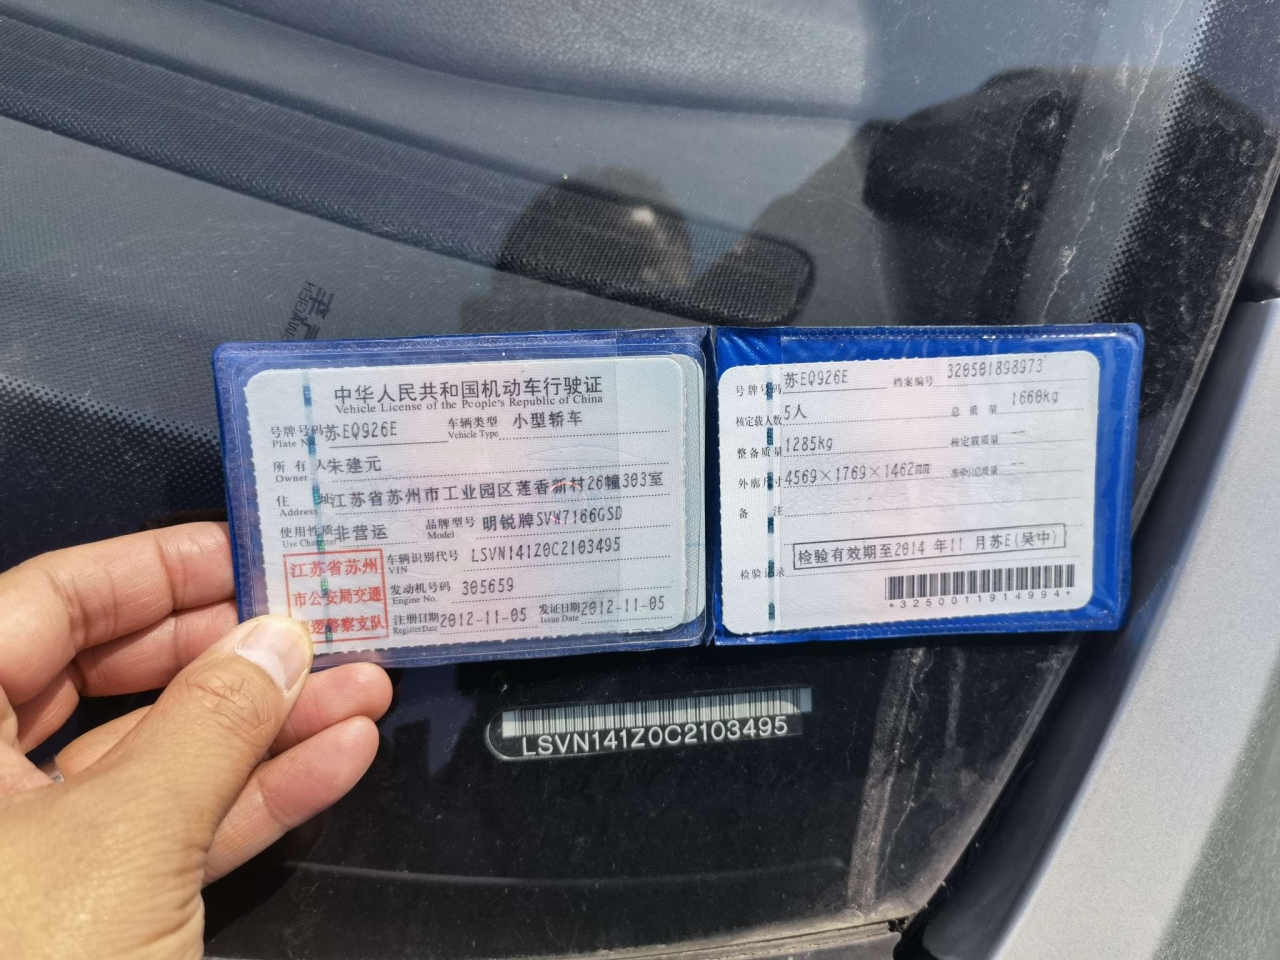 中华人民共和国机动车行驶证
Vehicle License of the People's Republic of China
号牌号码 苏EQ926E 车辆类型 小型轿车
Plate No. Vehicle Type
所有人 朱建元
Owner
住址 江苏省苏州市工业园区莲香新村26幢303室
Address
使用性质 非营运 品牌型号 明锐牌SVW7166GSD
Use Character Model
江苏省苏州
市公安局交通
巡逻警察支队
车辆识别代号 LSVN141Z0C2103495
VIN
发动机号码 305659
Engine No.
注册日期 2012-11-05 发证日期 2012-11-05
Register Date Issue Date
号牌号码 苏EQ926E 档案编号 320501898973
核定载人数 5人 总质量 1660kg
整备质量 1285kg 核定载质量 --
外廓尺寸 4569×1769×1462mm 准牵引总质量 --
备注
检验记录 检验有效期至2014年11月苏E(吴中)
*3250011914994*
LSVN141Z0C2103495